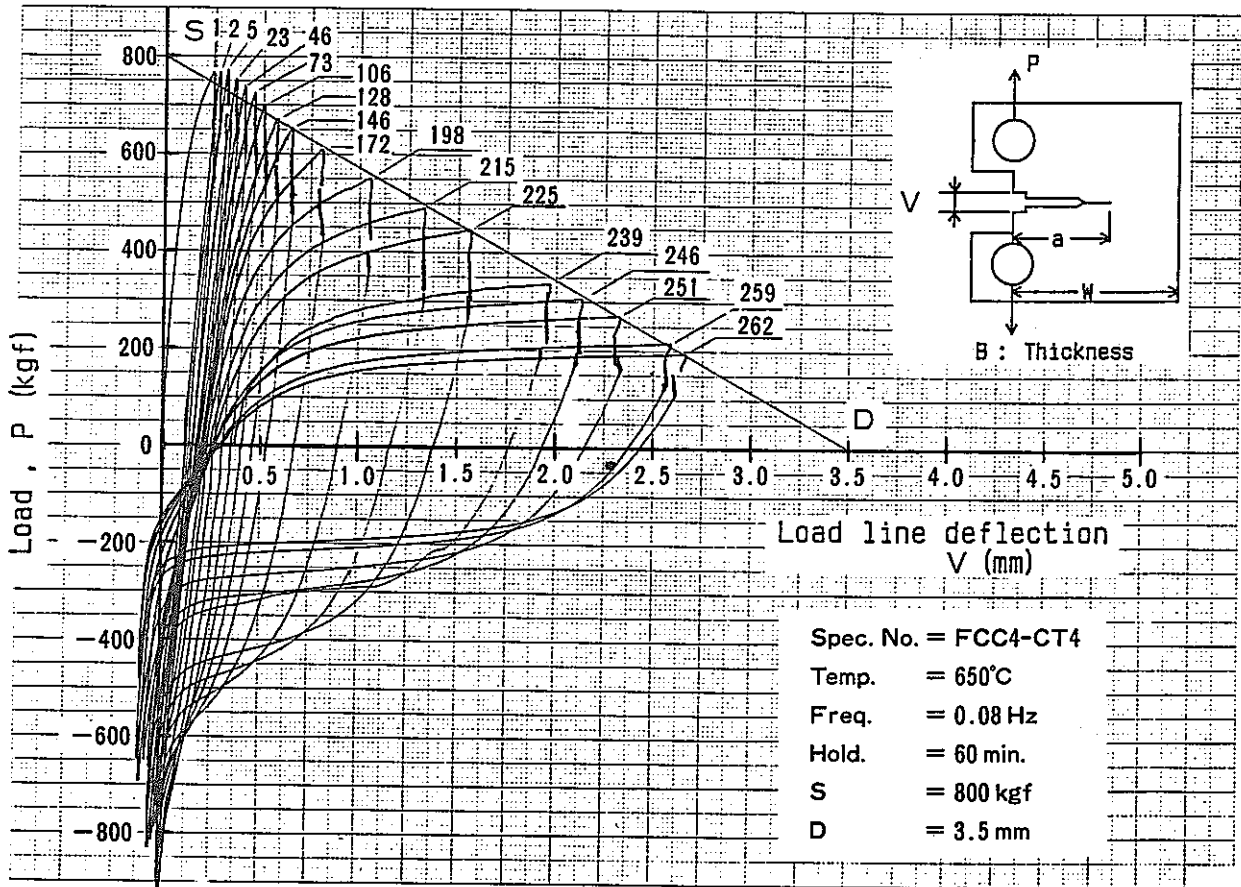 S
1 2 5 23 46
73
106
128
146
172
198
215
225
239
246
251
259
262
800
600
400
200
0
-200
-400
-600
-800
Load, P (kgf)
0.5 1.0 1.5 2.0 2.5 3.0 3.5 4.0 4.5 5.0
D
Load line deflection
V (mm)
P
V
a
W
B : Thickness
Spec. No. = FCC4-CT4
Temp. = 650°C
Freq. = 0.08 Hz
Hold. = 60 min.
S = 800 kgf
D = 3.5 mm